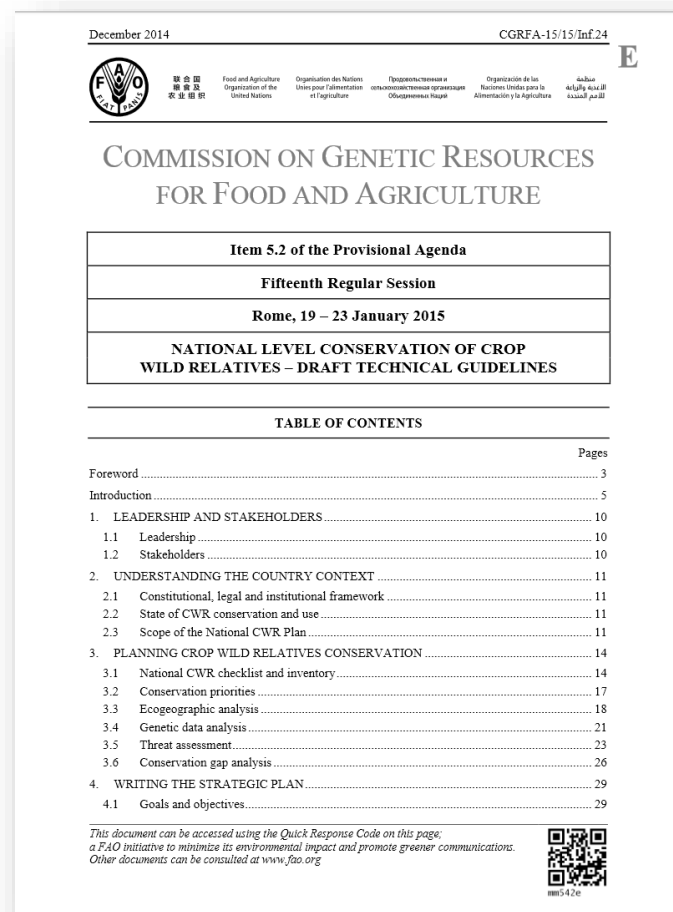 December 2014
CGRFA-15/15/Inf.24
E
FAO
FIAT PANIS
联合国
粮食及
农业组织
Food and Agriculture
Organization of the
United Nations
Organisation des Nations
Unies pour l'alimentation
et l'agriculture
Продовольственная и
сельскохозяйственная организация
Объединенных Наций
Organización de las
Naciones Unidas para la
Alimentación y la Agricultura
منظمة
الأغذية والزراعة
للأمم المتحدة
COMMISSION ON GENETIC RESOURCES
FOR FOOD AND AGRICULTURE
Item 5.2 of the Provisional Agenda
Fifteenth Regular Session
Rome, 19 – 23 January 2015
NATIONAL LEVEL CONSERVATION OF CROP
WILD RELATIVES – DRAFT TECHNICAL GUIDELINES
TABLE OF CONTENTS
Pages
Foreword 3
Introduction 5
1. LEADERSHIP AND STAKEHOLDERS 10
1.1 Leadership 10
1.2 Stakeholders 10
2. UNDERSTANDING THE COUNTRY CONTEXT 11
2.1 Constitutional, legal and institutional framework 11
2.2 State of CWR conservation and use 11
2.3 Scope of the National CWR Plan 11
3. PLANNING CROP WILD RELATIVES CONSERVATION 14
3.1 National CWR checklist and inventory 14
3.2 Conservation priorities 17
3.3 Ecogeographic analysis 18
3.4 Genetic data analysis 21
3.5 Threat assessment 23
3.6 Conservation gap analysis 26
4. WRITING THE STRATEGIC PLAN 29
4.1 Goals and objectives 29
This document can be accessed using the Quick Response Code on this page;
a FAO initiative to minimize its environmental impact and promote greener communications.
Other documents can be consulted at www.fao.org
mm542e